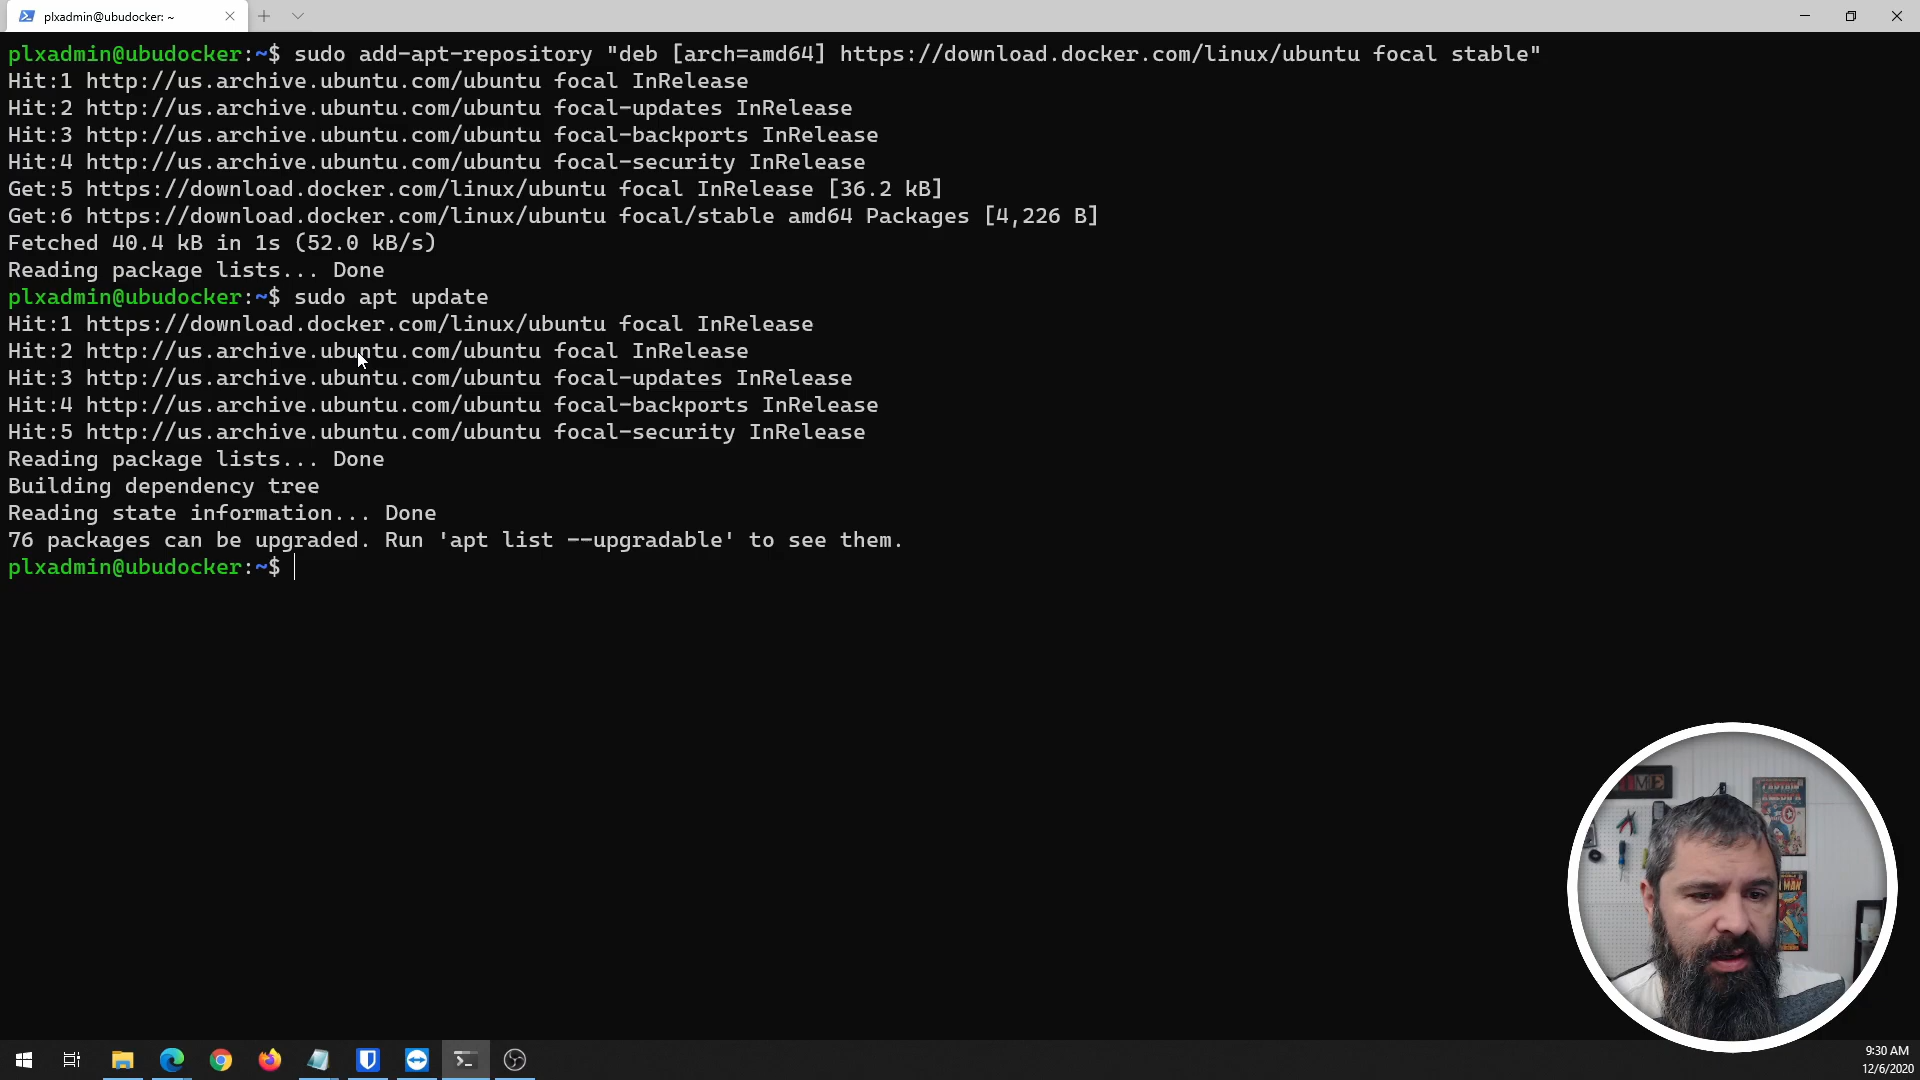 plxadmin@ubudocker: ~
plxadmin@ubudocker:~$ sudo add-apt-repository "deb [arch=amd64] https://download.docker.com/linux/ubuntu focal stable"
Hit:1 http://us.archive.ubuntu.com/ubuntu focal InRelease
Hit:2 http://us.archive.ubuntu.com/ubuntu focal-updates InRelease
Hit:3 http://us.archive.ubuntu.com/ubuntu focal-backports InRelease
Hit:4 http://us.archive.ubuntu.com/ubuntu focal-security InRelease
Get:5 https://download.docker.com/linux/ubuntu focal InRelease [36.2 kB]
Get:6 https://download.docker.com/linux/ubuntu focal/stable amd64 Packages [4,226 B]
Fetched 40.4 kB in 1s (52.0 kB/s)
Reading package lists... Done
plxadmin@ubudocker:~$ sudo apt update
Hit:1 https://download.docker.com/linux/ubuntu focal InRelease
Hit:2 http://us.archive.ubuntu.com/ubuntu focal InRelease
Hit:3 http://us.archive.ubuntu.com/ubuntu focal-updates InRelease
Hit:4 http://us.archive.ubuntu.com/ubuntu focal-backports InRelease
Hit:5 http://us.archive.ubuntu.com/ubuntu focal-security InRelease
Reading package lists... Done
Building dependency tree
Reading state information... Done
76 packages can be upgraded. Run 'apt list --upgradable' to see them.
plxadmin@ubudocker:~$
9:30 AM
12/6/2020